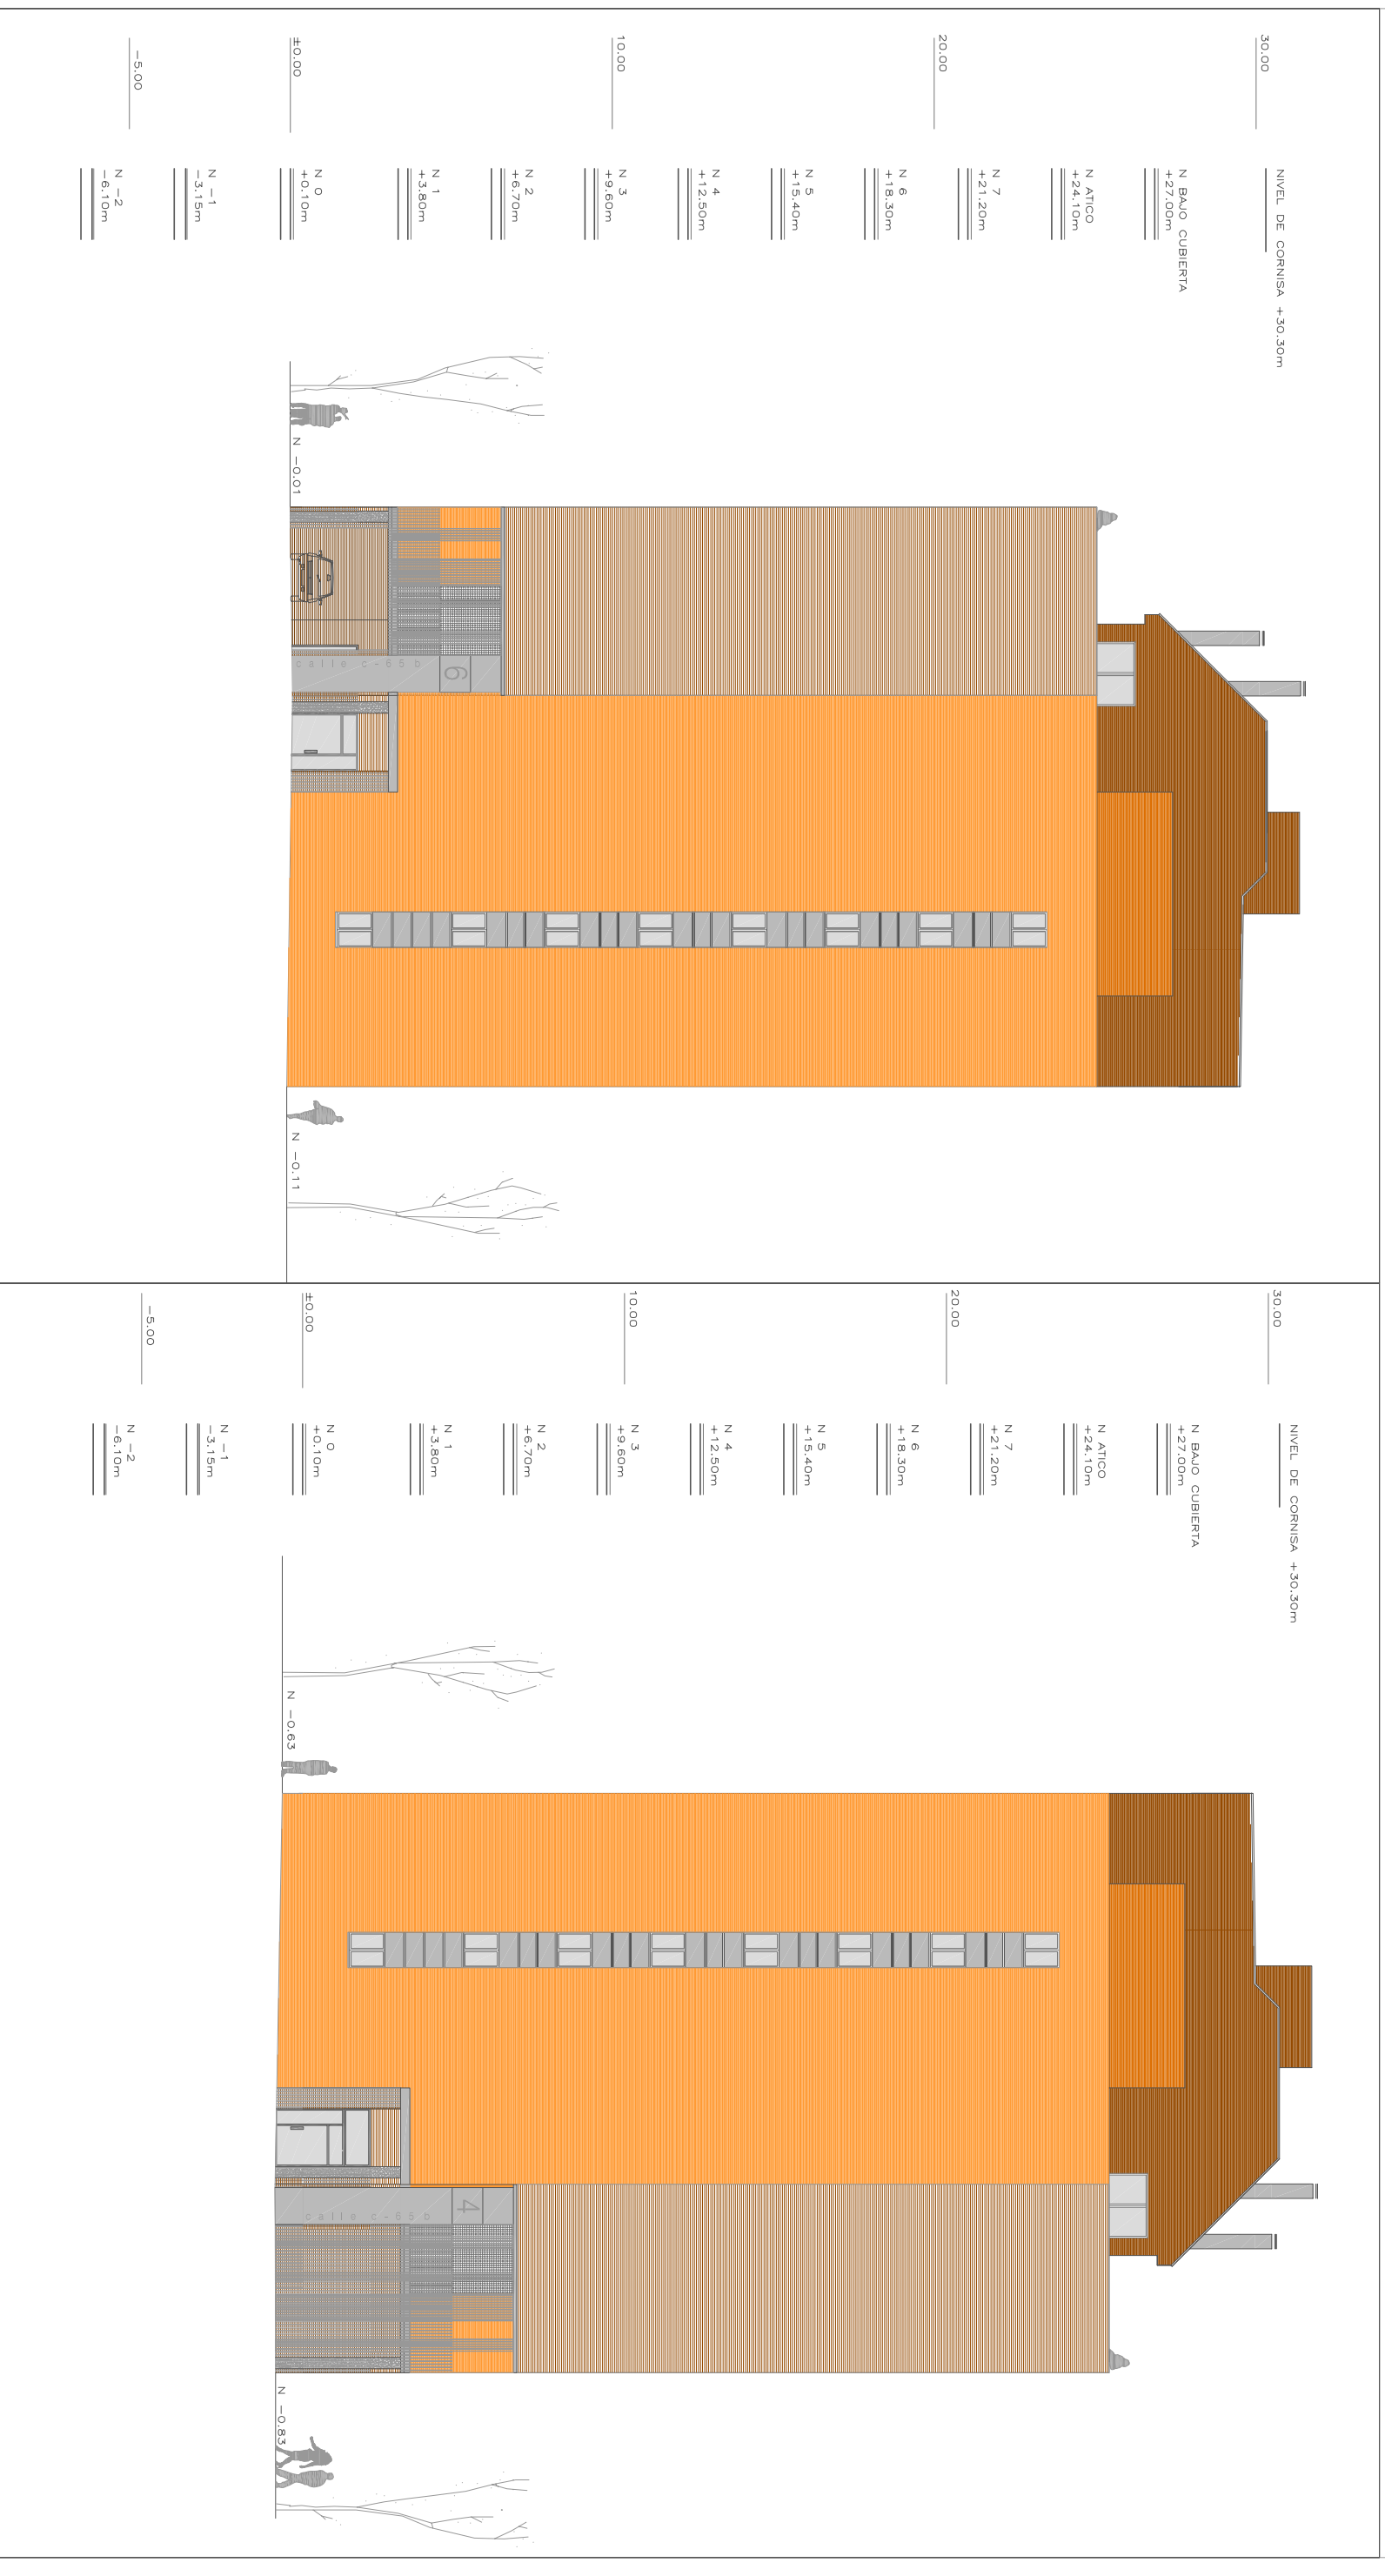 30.00
20.00
10.00
±0.00
−5.00
NIVEL DE CORNISA +30.30m
N BAJO CUBIERTA
+27.00m
N ATICO
+24.10m
N 7
+21.20m
N 6
+18.30m
N 5
+15.40m
N 4
+12.50m
N 3
+9.60m
N 2
+6.70m
N 1
+3.80m
N 0
+0.10m
N −1
−3.15m
N −2
−6.10m
N −0.01
6
calle c-65b
N −0.11
30.00
20.00
10.00
±0.00
−5.00
NIVEL DE CORNISA +30.30m
N BAJO CUBIERTA
+27.00m
N ATICO
+24.10m
N 7
+21.20m
N 6
+18.30m
N 5
+15.40m
N 4
+12.50m
N 3
+9.60m
N 2
+6.70m
N 1
+3.80m
N 0
+0.10m
N −1
−3.15m
N −2
−6.10m
N −0.63
4
calle c-65b
N −0.83